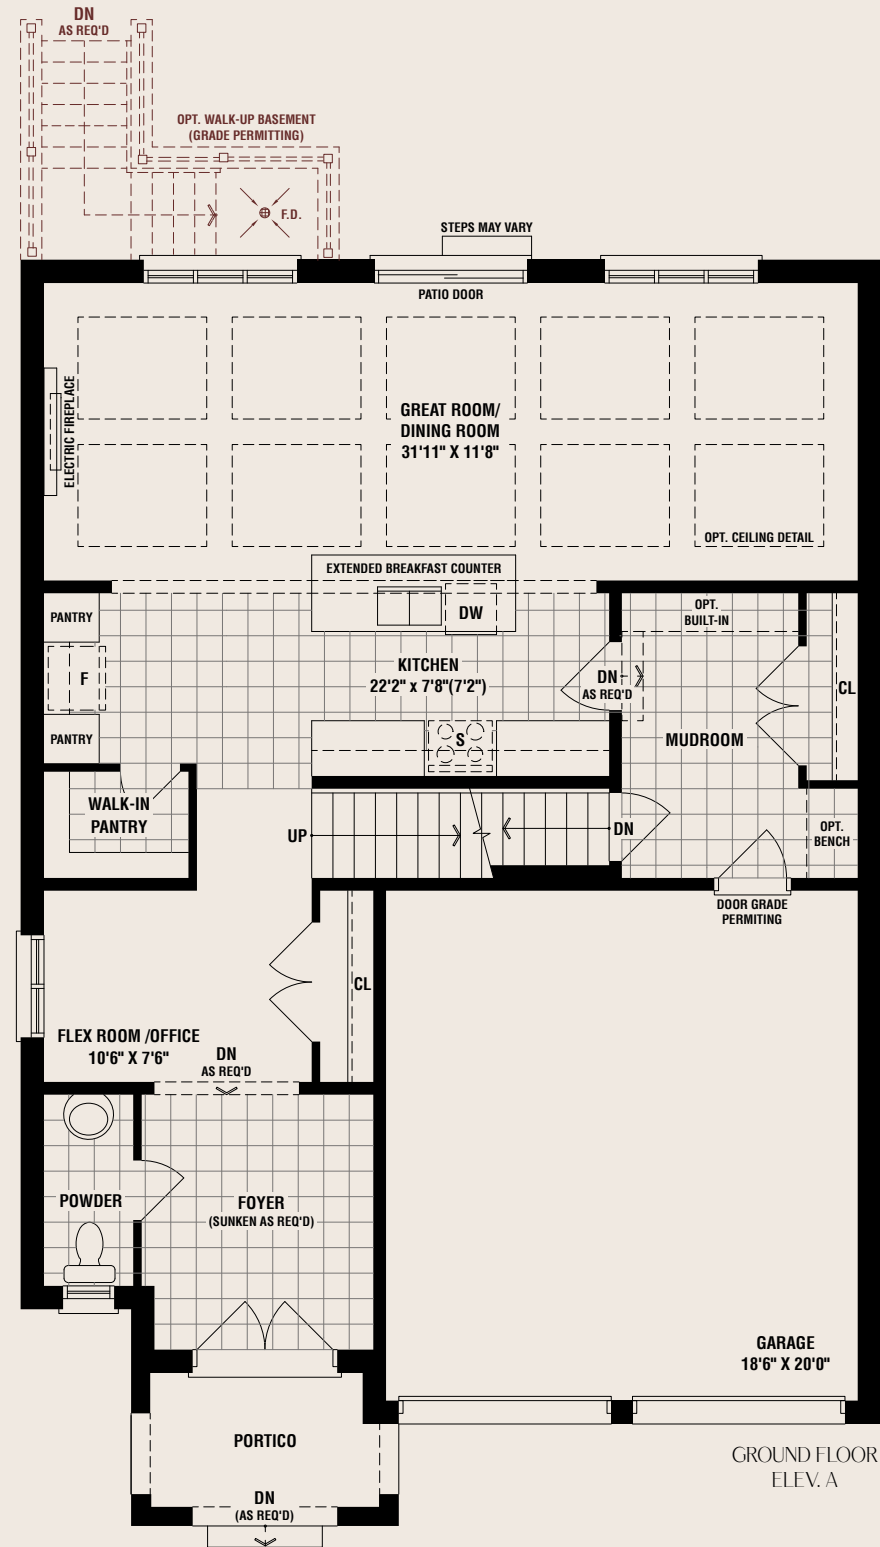 DN
AS REQ'D
OPT. WALK-UP BASEMENT
(GRADE PERMITTING)
F.D.
STEPS MAY VARY
PATIO DOOR
ELECTRIC FIREPLACE
GREAT ROOM/
DINING ROOM
31'11" X 11'8"
OPT. CEILING DETAIL
EXTENDED BREAKFAST COUNTER
DW
PANTRY
F
PANTRY
KITCHEN
22'2" x 7'8"(7'2")
S
DN
AS REQ'D
OPT.
BUILT-IN
CL
MUDROOM
WALK-IN
PANTRY
UP
DN
OPT.
BENCH
DOOR GRADE
PERMITING
CL
FLEX ROOM /OFFICE
10'6" X 7'6"
DN
AS REQ'D
POWDER
FOYER
(SUNKEN AS REQ'D)
GARAGE
18'6" X 20'0"
PORTICO
DN
(AS REQ'D)
GROUND FLOOR
ELEV. A